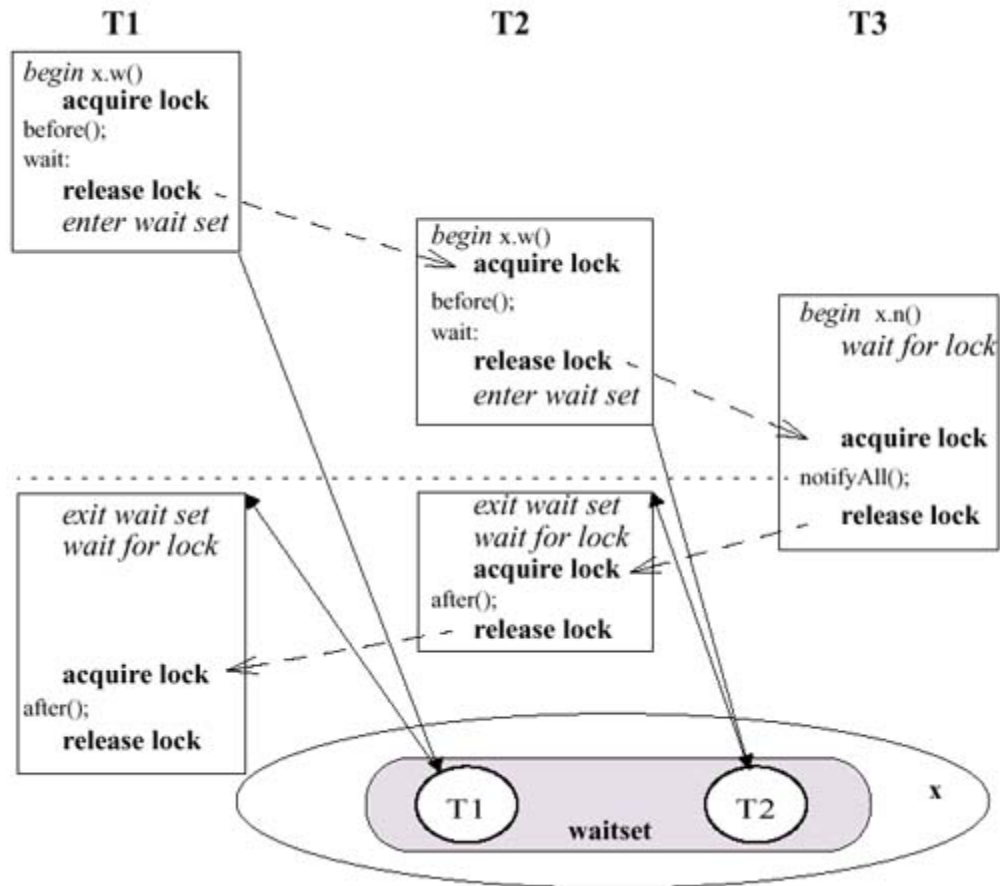 T1
T2
T3
begin x.w()
acquire lock
before();
wait:
release lock
enter wait set
begin x.w()
acquire lock
before();
wait:
release lock
enter wait set
begin x.n()
wait for lock
acquire lock
notifyAll();
release lock
exit wait set
wait for lock
acquire lock
after();
release lock
exit wait set
wait for lock
acquire lock
after();
release lock
T1
T2
waitset
x